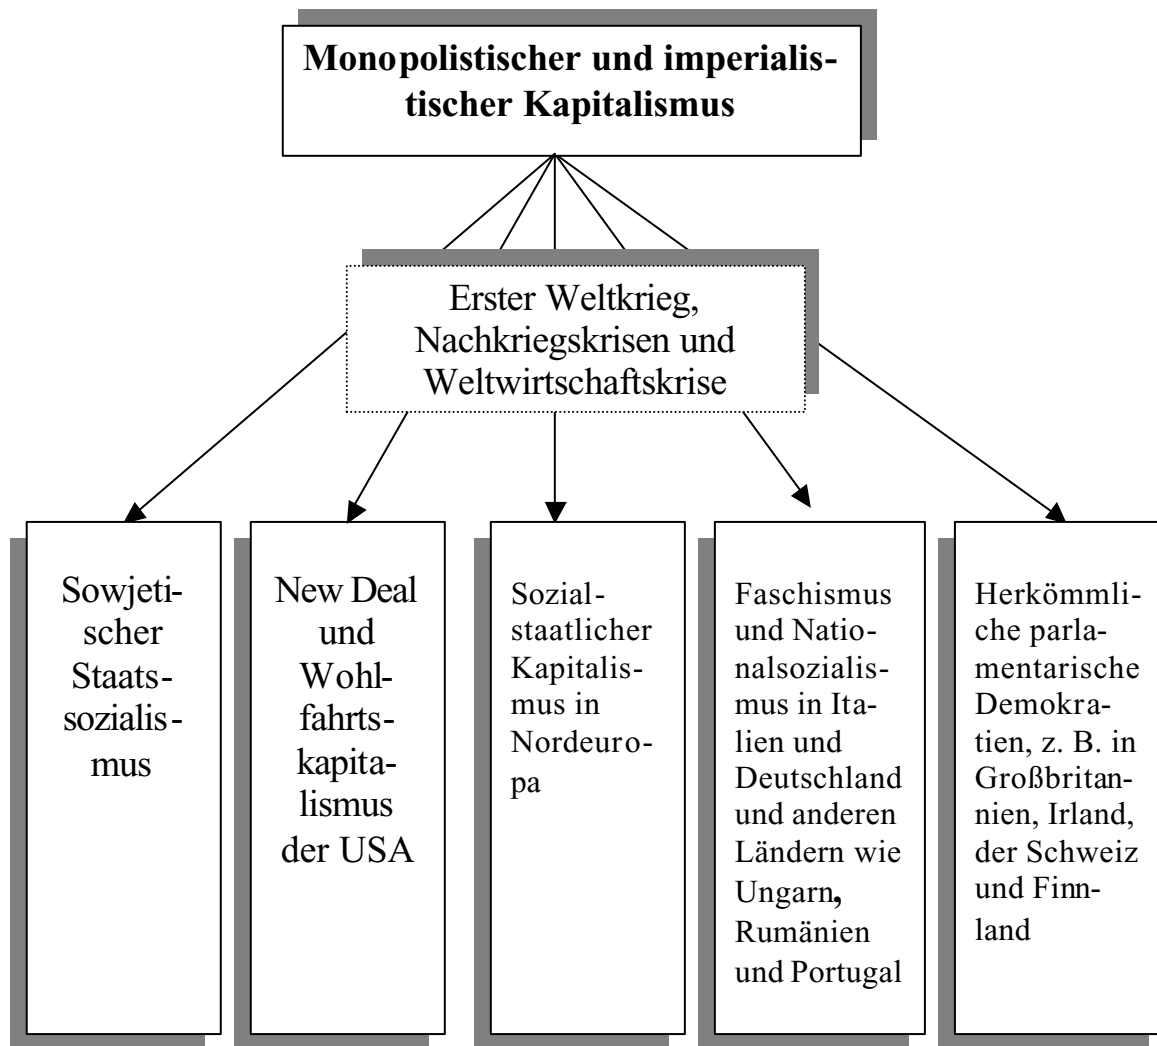 Monopolistischer und imperialis-
tischer Kapitalismus
Erster Weltkrieg,
Nachkriegskrisen und
Weltwirtschaftskrise
Sowjeti-
scher
Staats-
sozialis-
mus
New Deal
und
Wohl-
fahrts-
kapita-
lismus
der USA
Sozial-
staatlicher
Kapitalis-
mus in
Nordeuro-
pa
Faschismus
und Natio-
nalsozialis-
mus in Ita-
lien und
Deutschland
und anderen
Ländern wie
Ungarn,
Rumänien
und Portugal
Herkömmli-
che parla-
mentarische
Demokra-
tien, z. B. in
Großbritan-
nien, Irland,
der Schweiz
und Finn-
land